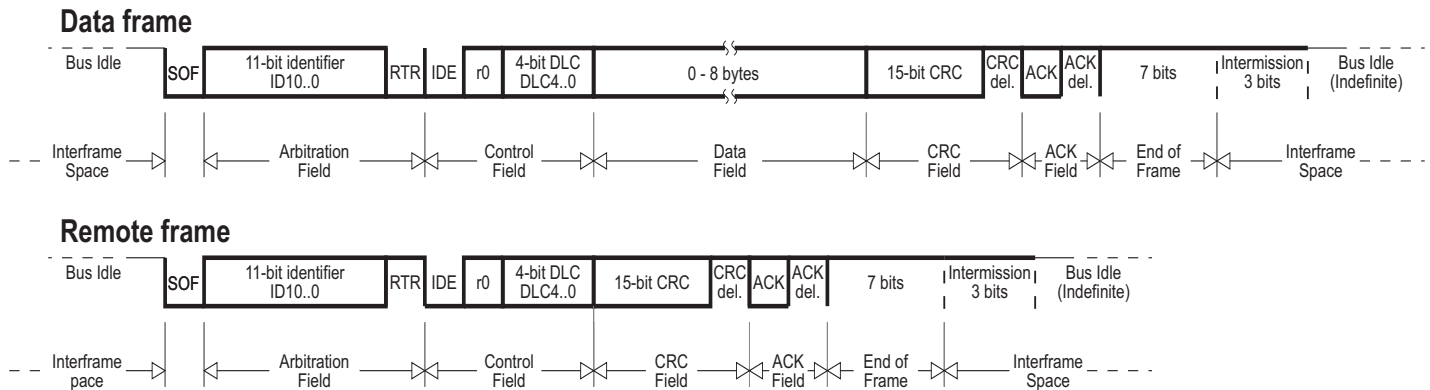 Data frame
Bus Idle
SOF
11-bit identifier
ID10..0
RTR
IDE
r0
4-bit DLC
DLC4..0
0 - 8 bytes
15-bit CRC
CRC
del.
ACK
ACK
del.
7 bits
Intermission
3 bits
Bus Idle
(Indefinite)
Interframe
Space
Arbitration
Field
Control
Field
Data
Field
CRC
Field
ACK
Field
End of
Frame
Interframe
Space
Remote frame
Bus Idle
SOF
11-bit identifier
ID10..0
RTR
IDE
r0
4-bit DLC
DLC4..0
15-bit CRC
CRC
del.
ACK
ACK
del.
7 bits
Intermission
3 bits
Bus Idle
(Indefinite)
Interframe
pace
Arbitration
Field
Control
Field
CRC
Field
ACK
Field
End of
Frame
Interframe
Space